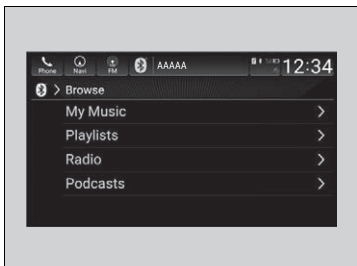 Phone Navi FM AAAAA 12:34
> Browse
My Music >
Playlists >
Radio >
Podcasts >